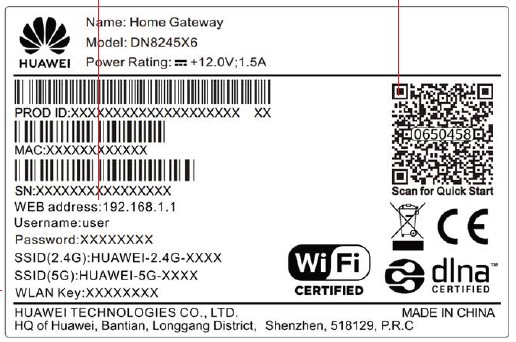 HUAWEI
Name: Home Gateway
Model: DN8245X6
Power Rating: ⎓ +12.0V;1.5A
PROD ID:XXXXXXXXXXXXXXXXXXXX XX
MAC:XXXXXXXXXXXX
SN:XXXXXXXXXXXXXXXX
0650458
Scan for Quick Start
WEB address:192.168.1.1
Username:user
Password:XXXXXXXX
SSID(2.4G):HUAWEI-2.4G-XXXX
SSID(5G):HUAWEI-5G-XXXX
WLAN Key:XXXXXXXX
Wi Fi
CERTIFIED
CE
dlna™
CERTIFIED
HUAWEI TECHNOLOGIES CO., LTD. MADE IN CHINA
HQ of Huawei, Bantian, Longgang District, Shenzhen, 518129, P.R.C